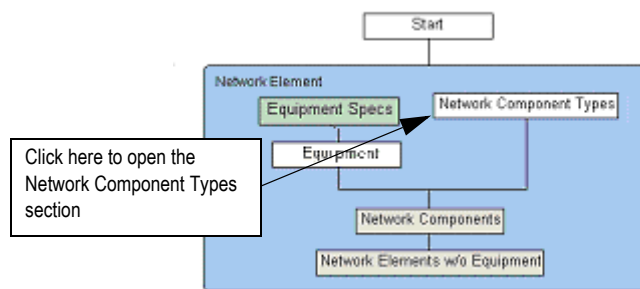 Start
Network Element
Equipment Specs
Network Component Types
Click here to open the
Network Component Types
section
Equipment
Network Components
Network Elements w/o Equipment